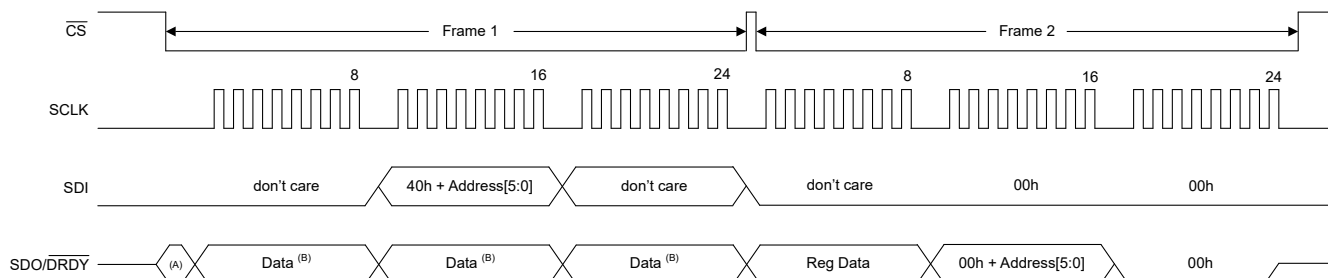 CS Frame 1 Frame 2
8 16 24 8 16 24
SCLK
SDI don't care 40h + Address[5:0] don't care don't care 00h 00h
SDO/DRDY (A) Data (B) Data (B) Data (B) Reg Data 00h + Address[5:0] 00h